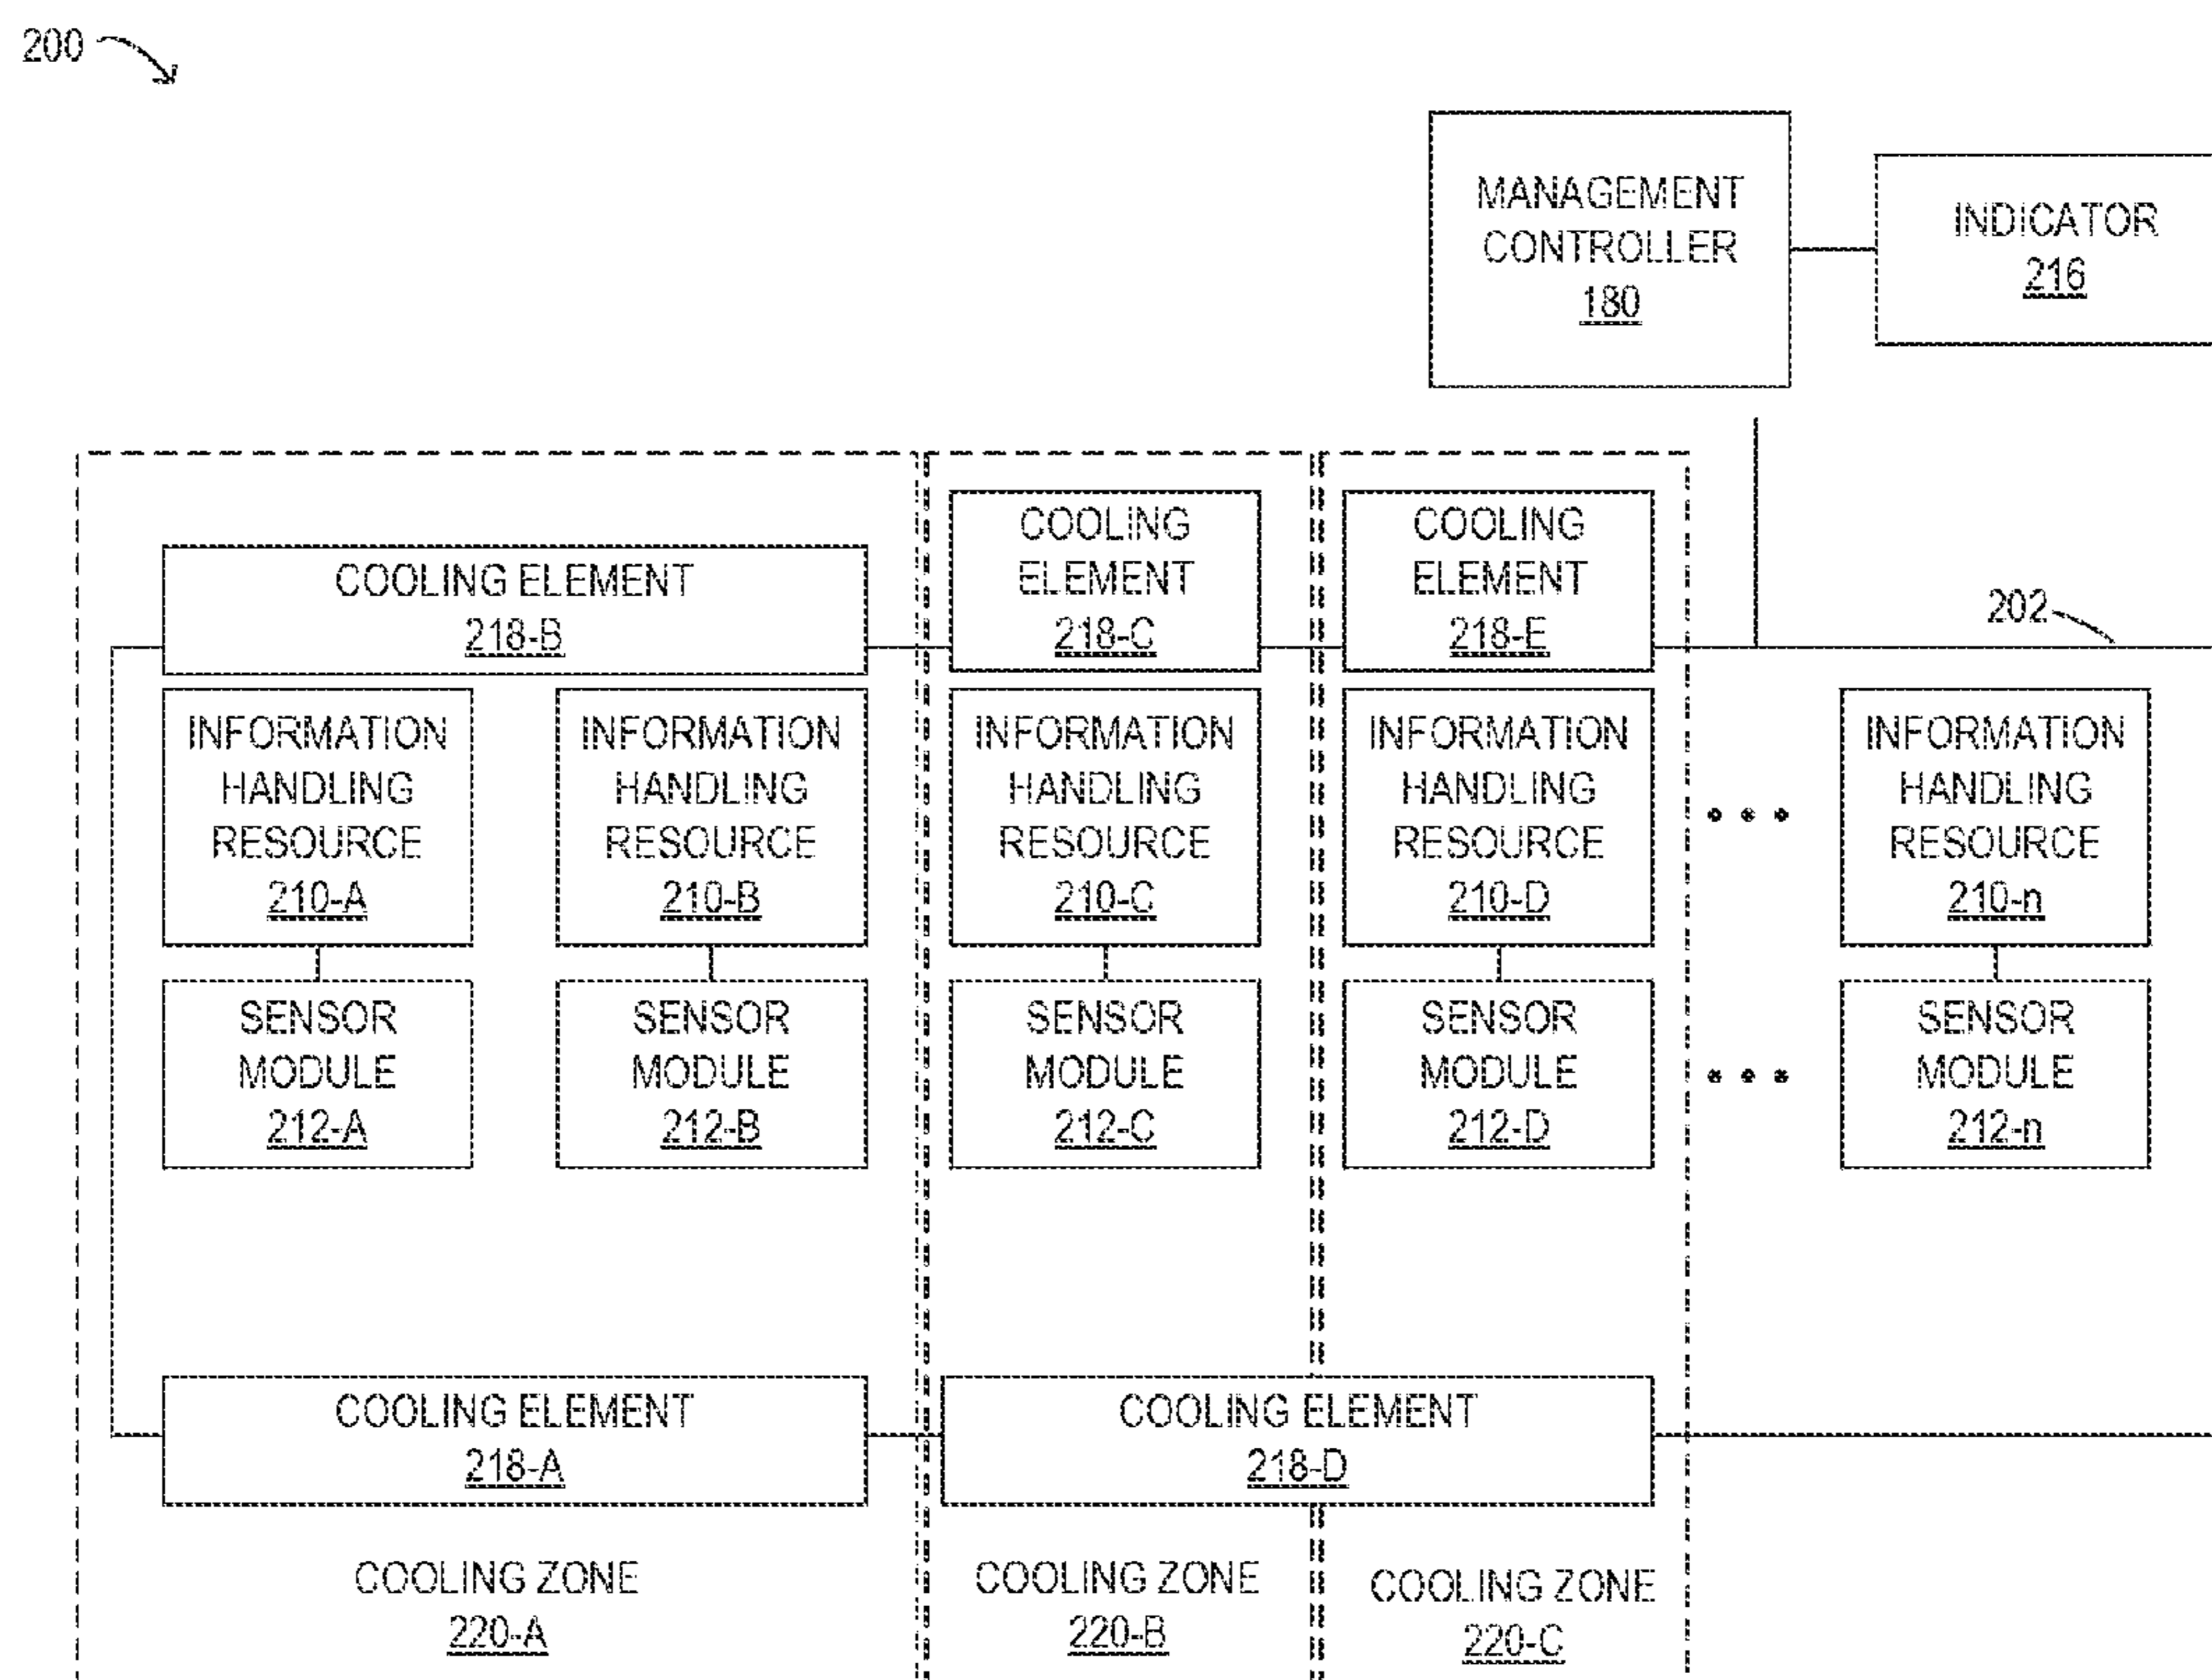 200
MANAGEMENT
CONTROLLER
180
INDICATOR
216
COOLING ELEMENT
218-B
COOLING
ELEMENT
218-C
COOLING
ELEMENT
218-E
202
INFORMATION
HANDLING
RESOURCE
210-A
INFORMATION
HANDLING
RESOURCE
210-B
INFORMATION
HANDLING
RESOURCE
210-C
INFORMATION
HANDLING
RESOURCE
210-D
INFORMATION
HANDLING
RESOURCE
210-n
SENSOR
MODULE
212-A
SENSOR
MODULE
212-B
SENSOR
MODULE
212-C
SENSOR
MODULE
212-D
SENSOR
MODULE
212-n
COOLING ELEMENT
218-A
COOLING ELEMENT
218-D
COOLING ZONE
220-A
COOLING ZONE
220-B
COOLING ZONE
220-C